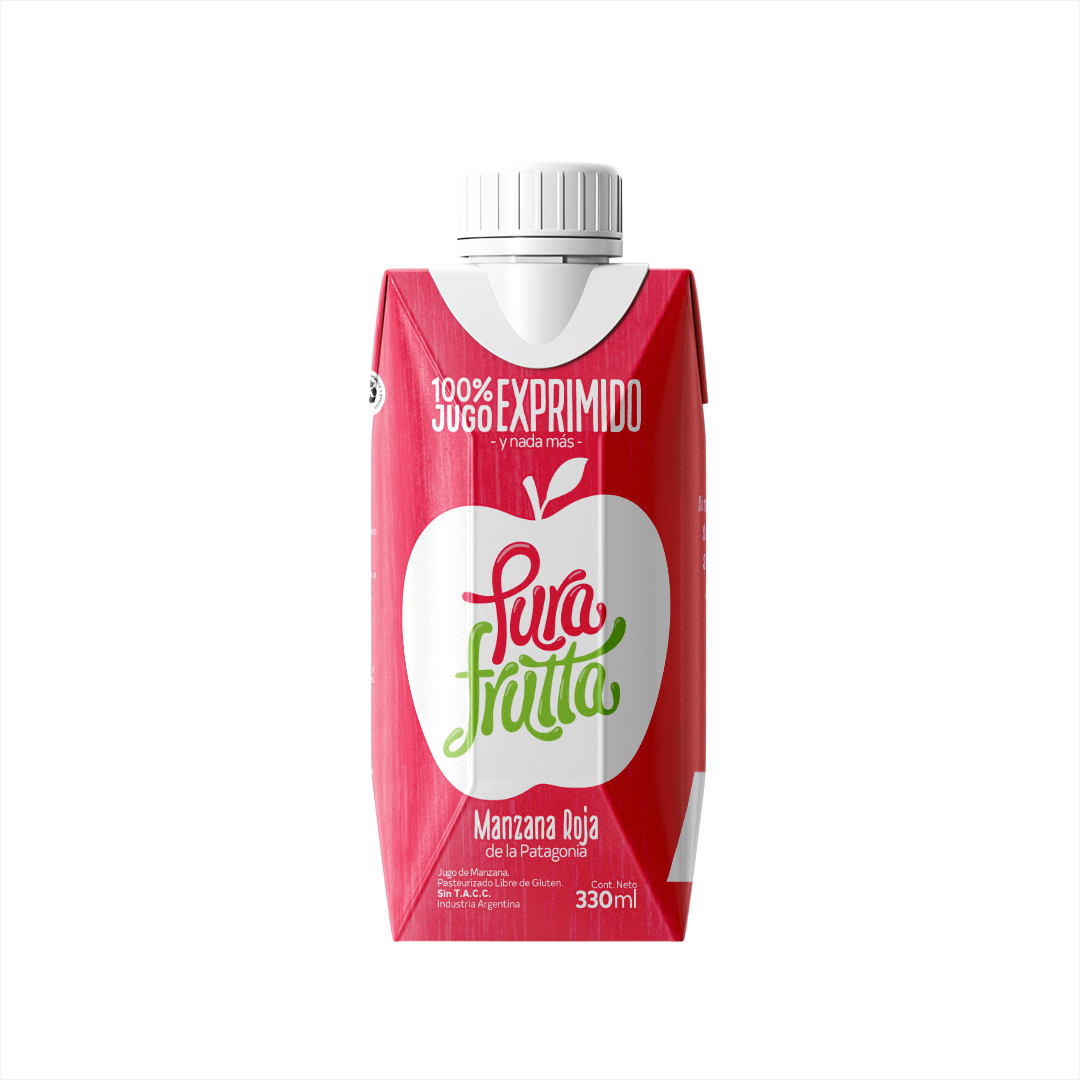 100% JUGO EXPRIMIDO
- y nada más -
Pura
frutta
Manzana Roja
de la Patagonia
Jugo de Manzana.
Pasteurizado Libre de Gluten.
Sin T.A.C.C.
Industria Argentina
Cont. Neto
330ml